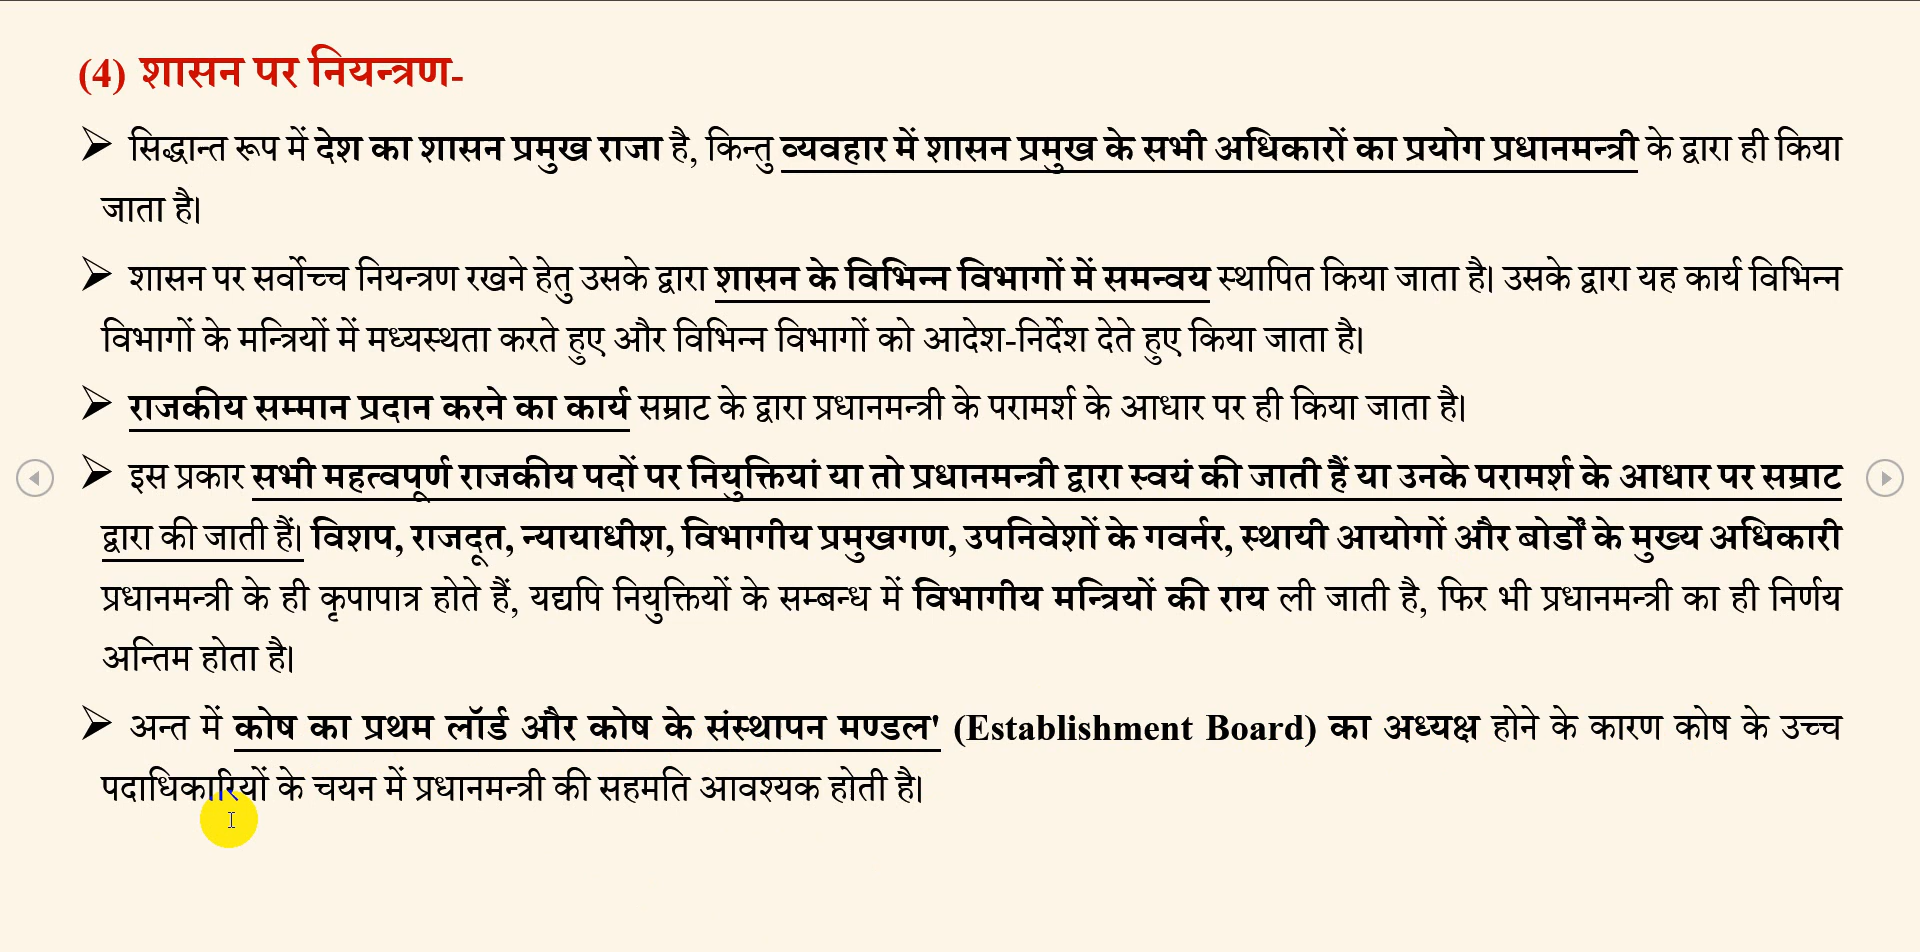 (4) शासन पर नियन्त्रण-
➢ सिद्धान्त रूप में देश का शासन प्रमुख राजा है, किन्तु व्यवहार में शासन प्रमुख के सभी अधिकारों का प्रयोग प्रधानमन्त्री के द्वारा ही किया
जाता है।
➢ शासन पर सर्वोच्च नियन्त्रण रखने हेतु उसके द्वारा शासन के विभिन्न विभागों में समन्वय स्थापित किया जाता है। उसके द्वारा यह कार्य विभिन्न
विभागों के मन्त्रियों में मध्यस्थता करते हुए और विभिन्न विभागों को आदेश-निर्देश देते हुए किया जाता है।
➢ राजकीय सम्मान प्रदान करने का कार्य सम्राट के द्वारा प्रधानमन्त्री के परामर्श के आधार पर ही किया जाता है।
➢ इस प्रकार सभी महत्वपूर्ण राजकीय पदों पर नियुक्तियां या तो प्रधानमन्त्री द्वारा स्वयं की जाती हैं या उनके परामर्श के आधार पर सम्राट
द्वारा की जाती हैं। विशप, राजदूत, न्यायाधीश, विभागीय प्रमुखगण, उपनिवेशों के गवर्नर, स्थायी आयोगों और बोर्डों के मुख्य अधिकारी
प्रधानमन्त्री के ही कृपापात्र होते हैं, यद्यपि नियुक्तियों के सम्बन्ध में विभागीय मन्त्रियों की राय ली जाती है, फिर भी प्रधानमन्त्री का ही निर्णय
अन्तिम होता है।
➢ अन्त में कोष का प्रथम लॉर्ड और कोष के संस्थापन मण्डल' (Establishment Board) का अध्यक्ष होने के कारण कोष के उच्च
पदाधिकारियों के चयन में प्रधानमन्त्री की सहमति आवश्यक होती है।